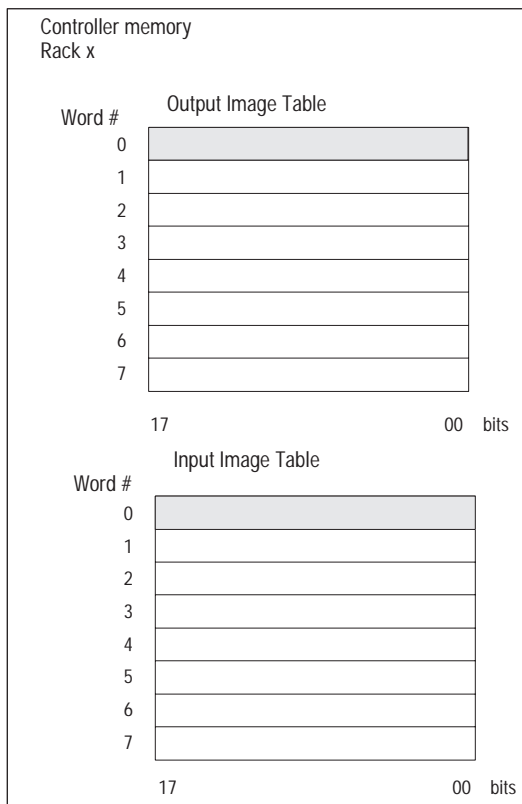 Controller memory
Rack x
Output Image Table
Word #
0
1
2
3
4
5
6
7
17 00 bits
Input Image Table
Word #
0
1
2
3
4
5
6
7
17 00 bits